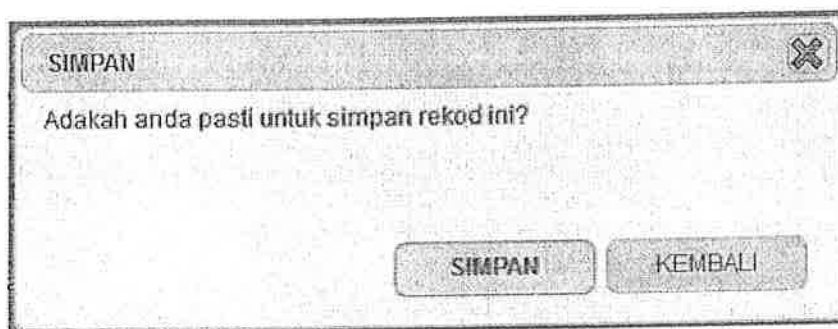 SIMPAN
Adakah anda pasti untuk simpan rekod ini?
SIMPAN
KEMBALI